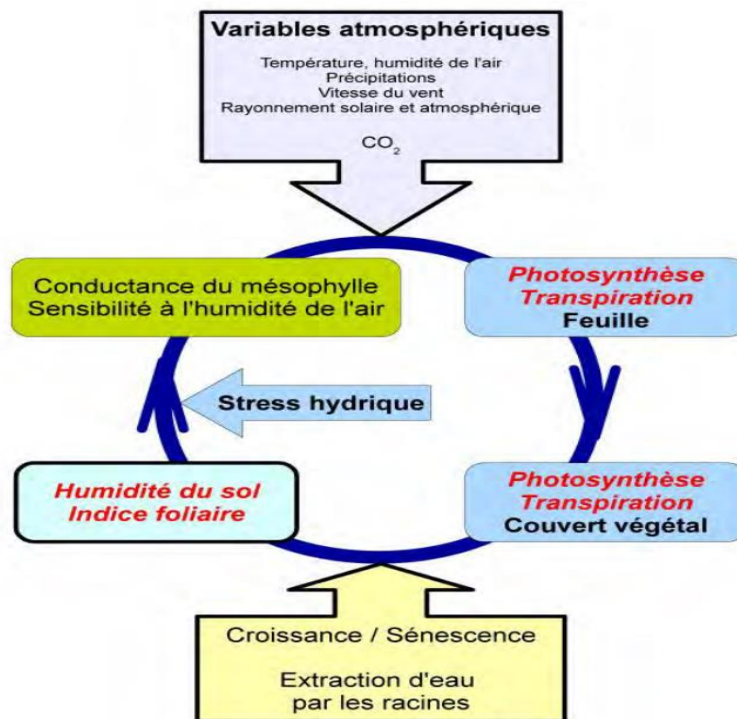 Variables atmosphériques
Température, humidité de l'air
Précipitations
Vitesse du vent
Rayonnement solaire et atmosphérique
CO₂
Conductance du mésophylle
Sensibilité à l'humidité de l'air
Photosynthèse
Transpiration
Feuille
Stress hydrique
Humidité du sol
Indice foliaire
Photosynthèse
Transpiration
Couvert végétal
Croissance / Sénescence
Extraction d'eau
par les racines